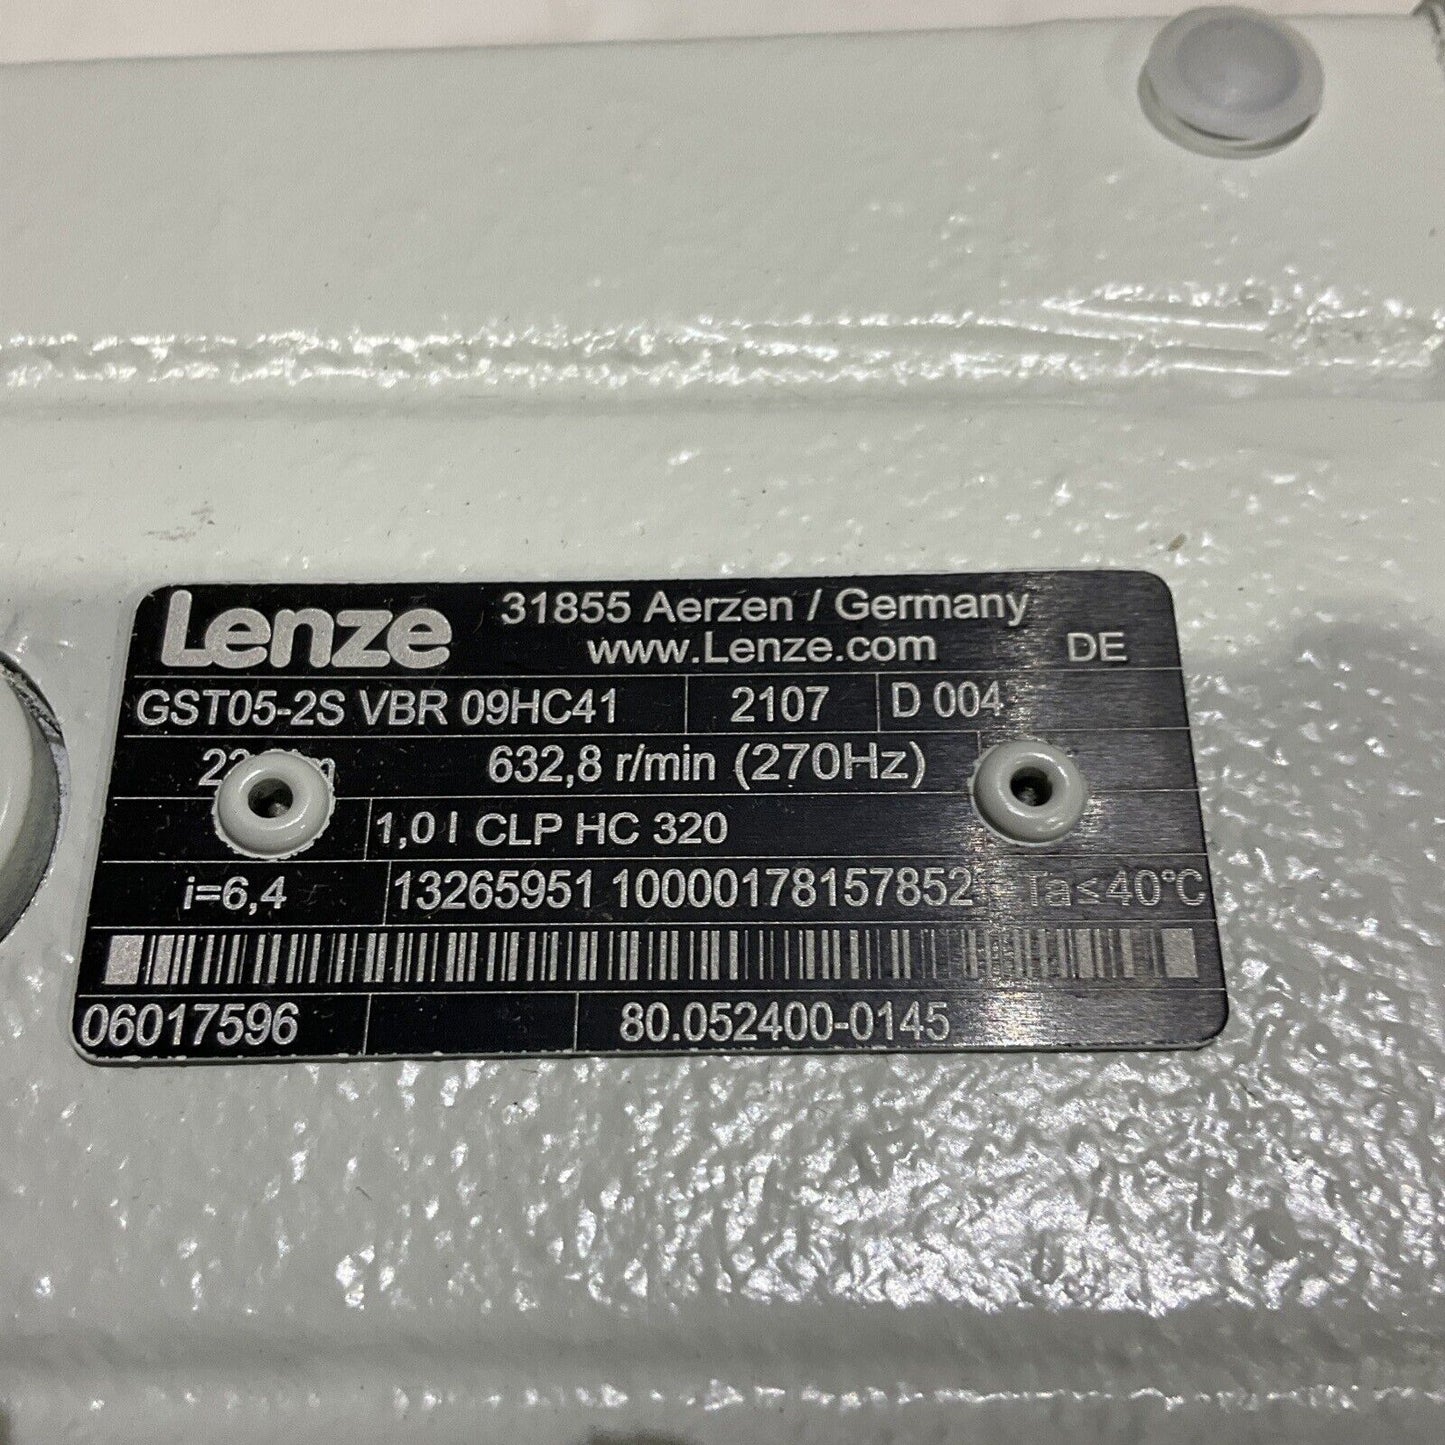 Lenze 31855 Aerzen / Germany
www.Lenze.com DE
GST05-2S VBR 09HC41 2107 D 004
632,8 r/min (270Hz)
1,0 l CLP HC 320
i=6,4 13265951 10000178157852 Ta≤40°C
06017596 80.052400-0145